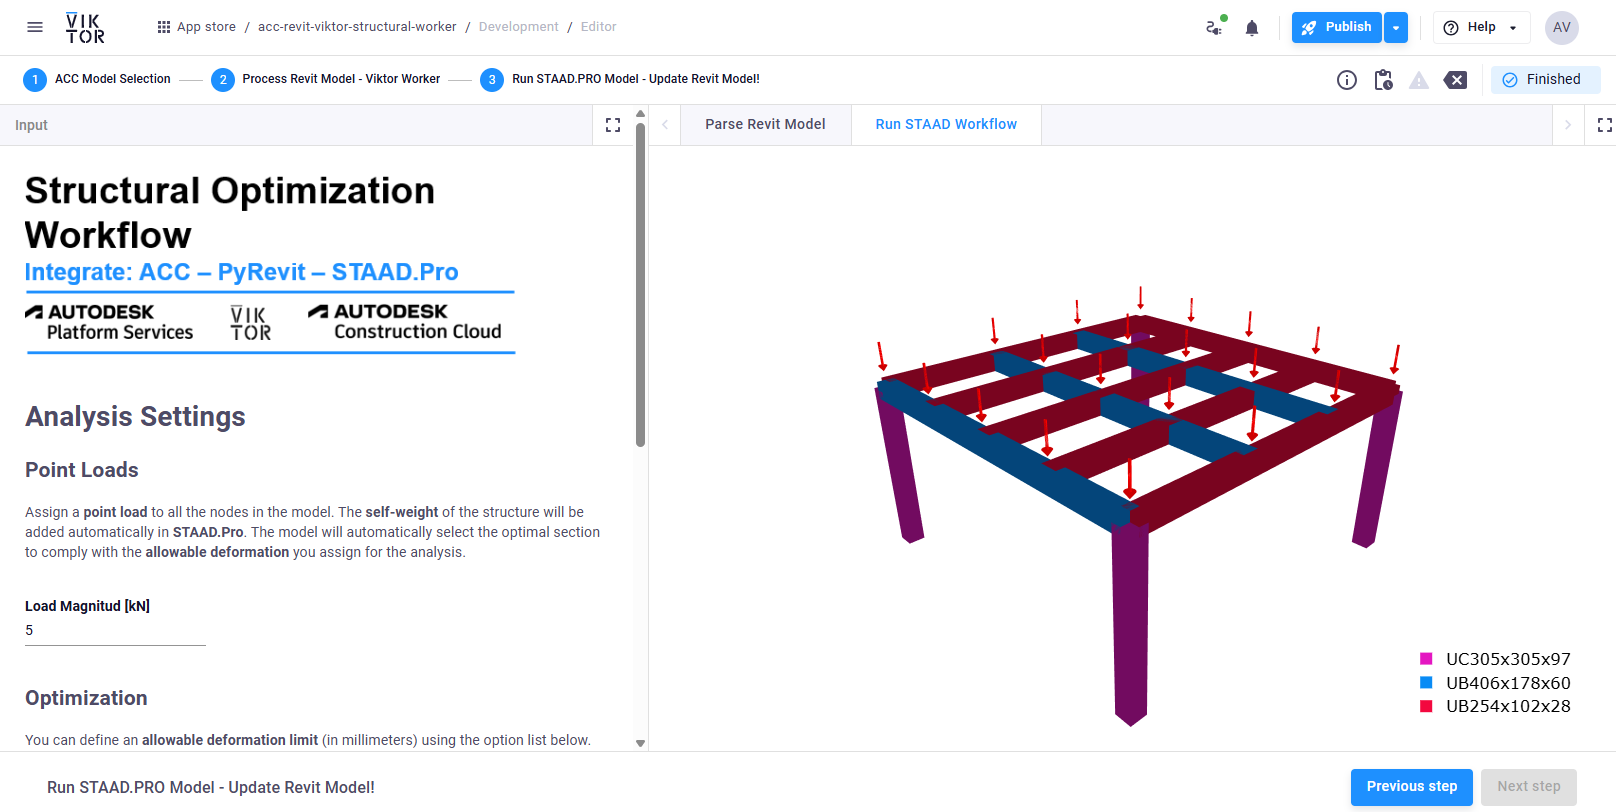 VIKTOR
App store / acc-revit-viktor-structural-worker / Development / Editor
Publish
Help
AV
1 ACC Model Selection
2 Process Revit Model - Viktor Worker
3 Run STAAD.PRO Model - Update Revit Model!
Finished
Input
Parse Revit Model
Run STAAD Workflow
Structural Optimization
Workflow
Integrate: ACC – PyRevit – STAAD.Pro
AUTODESK
Platform Services
VIKTOR
AUTODESK
Construction Cloud
Analysis Settings
Point Loads
Assign a point load to all the nodes in the model. The self-weight of the structure will be
added automatically in STAAD.Pro. The model will automatically select the optimal section
to comply with the allowable deformation you assign for the analysis.
Load Magnitud [kN]
5
Optimization
You can define an allowable deformation limit (in millimeters) using the option list below.
UC305x305x97
UB406x178x60
UB254x102x28
Run STAAD.PRO Model - Update Revit Model!
Previous step
Next step